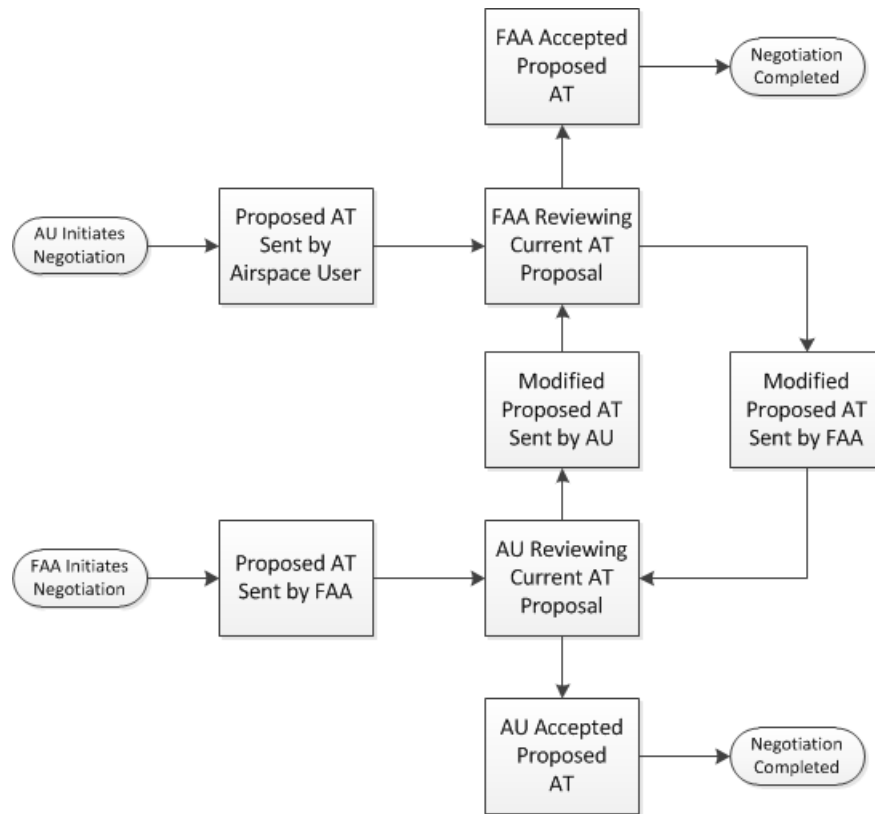 FAA Accepted
Proposed
AT
Negotiation
Completed
AU Initiates
Negotiation
Proposed AT
Sent by
Airspace User
FAA Reviewing
Current AT
Proposal
Modified
Proposed AT
Sent by AU
Modified
Proposed AT
Sent by FAA
FAA Initiates
Negotiation
Proposed AT
Sent by FAA
AU Reviewing
Current AT
Proposal
AU Accepted
Proposed
AT
Negotiation
Completed